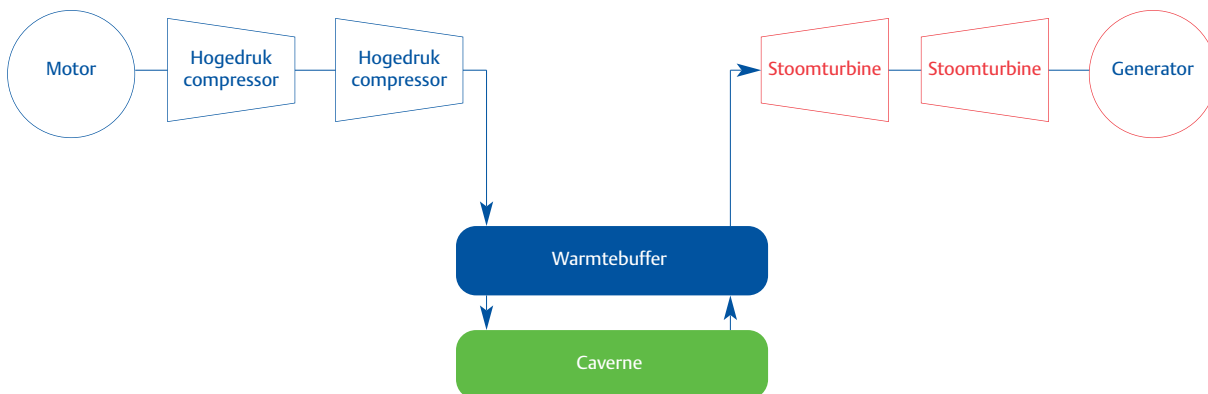 Motor
Hogedruk
compressor
Hogedruk
compressor
Stoomturbine
Stoomturbine
Generator
Warmtebuffer
Caverne